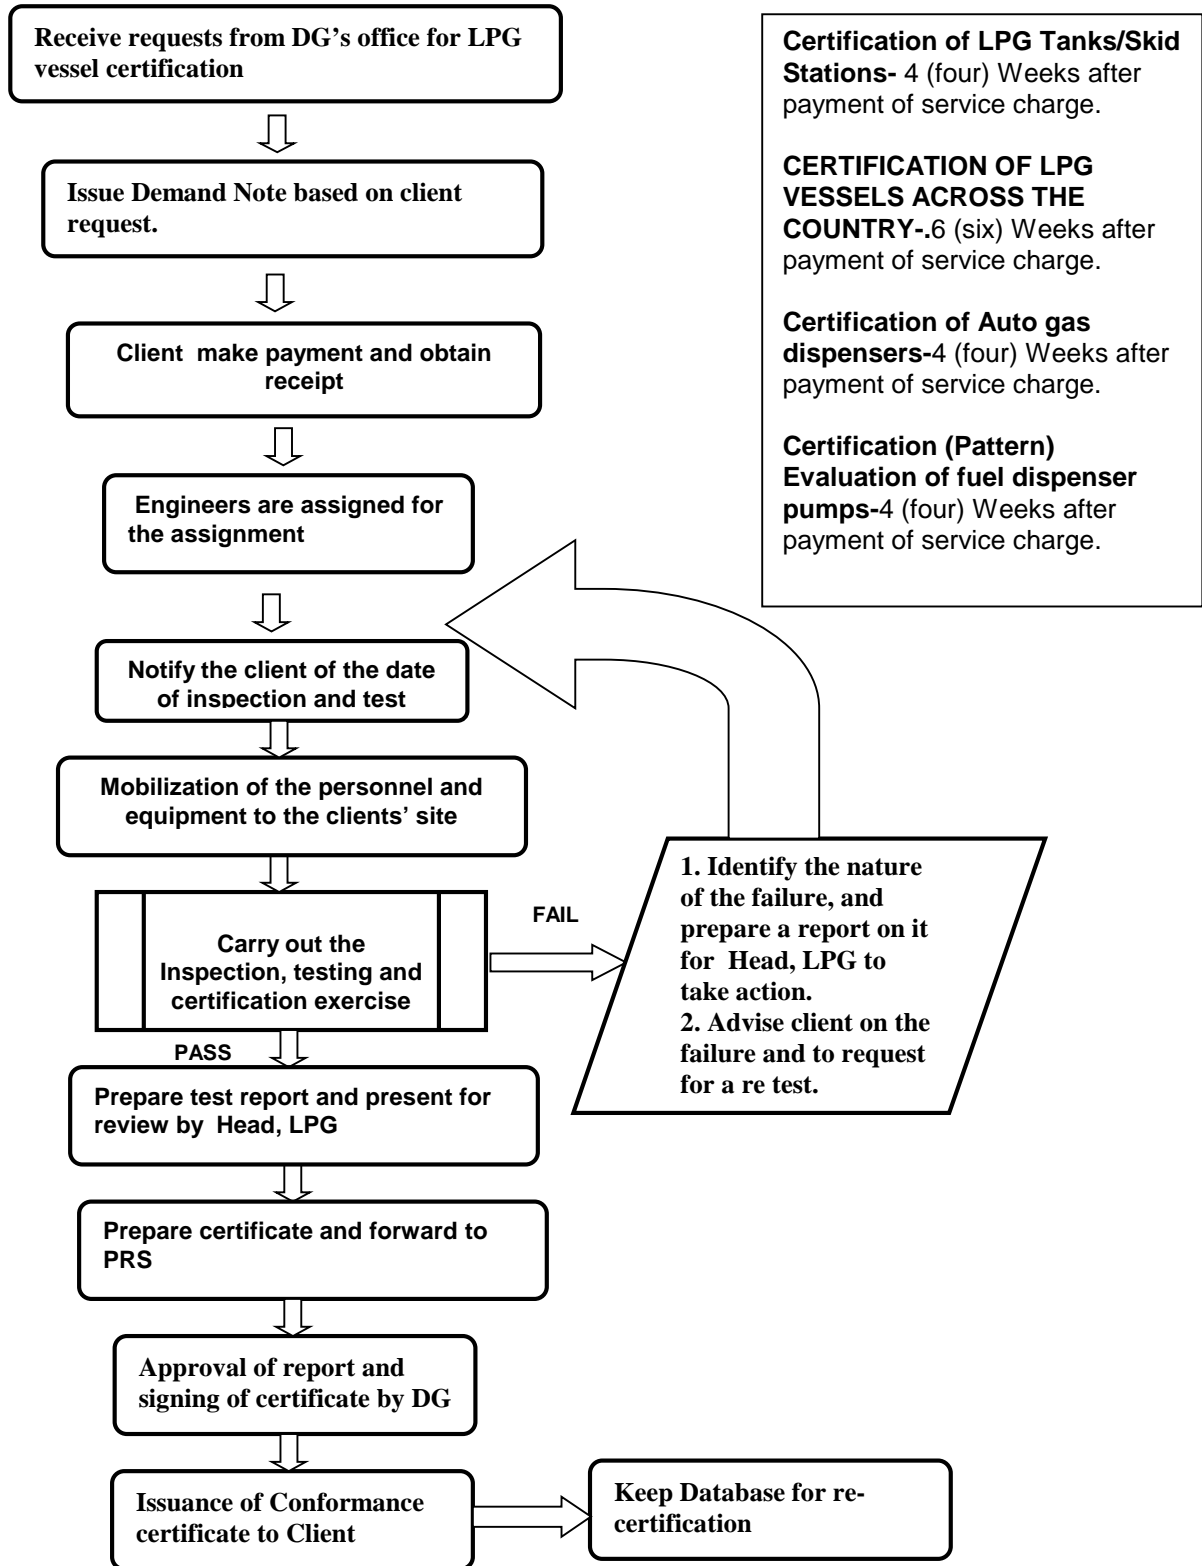 Receive requests from DG's office for LPG
vessel certification
Issue Demand Note based on client
request.
Client make payment and obtain
receipt
Engineers are assigned for
the assignment
Notify the client of the date
of inspection and test
Mobilization of the personnel and
equipment to the clients' site
Carry out the
Inspection, testing and
certification exercise
FAIL
1. Identify the nature
of the failure, and
prepare a report on it
for Head, LPG to
take action.
2. Advise client on the
failure and to request
for a re test.
PASS
Prepare test report and present for
review by Head, LPG
Prepare certificate and forward to
PRS
Approval of report and
signing of certificate by DG
Issuance of Conformance
certificate to Client
Keep Database for re-
certification
Certification of LPG Tanks/Skid
Stations- 4 (four) Weeks after
payment of service charge.
CERTIFICATION OF LPG
VESSELS ACROSS THE
COUNTRY-.6 (six) Weeks after
payment of service charge.
Certification of Auto gas
dispensers-4 (four) Weeks after
payment of service charge.
Certification (Pattern)
Evaluation of fuel dispenser
pumps-4 (four) Weeks after
payment of service charge.